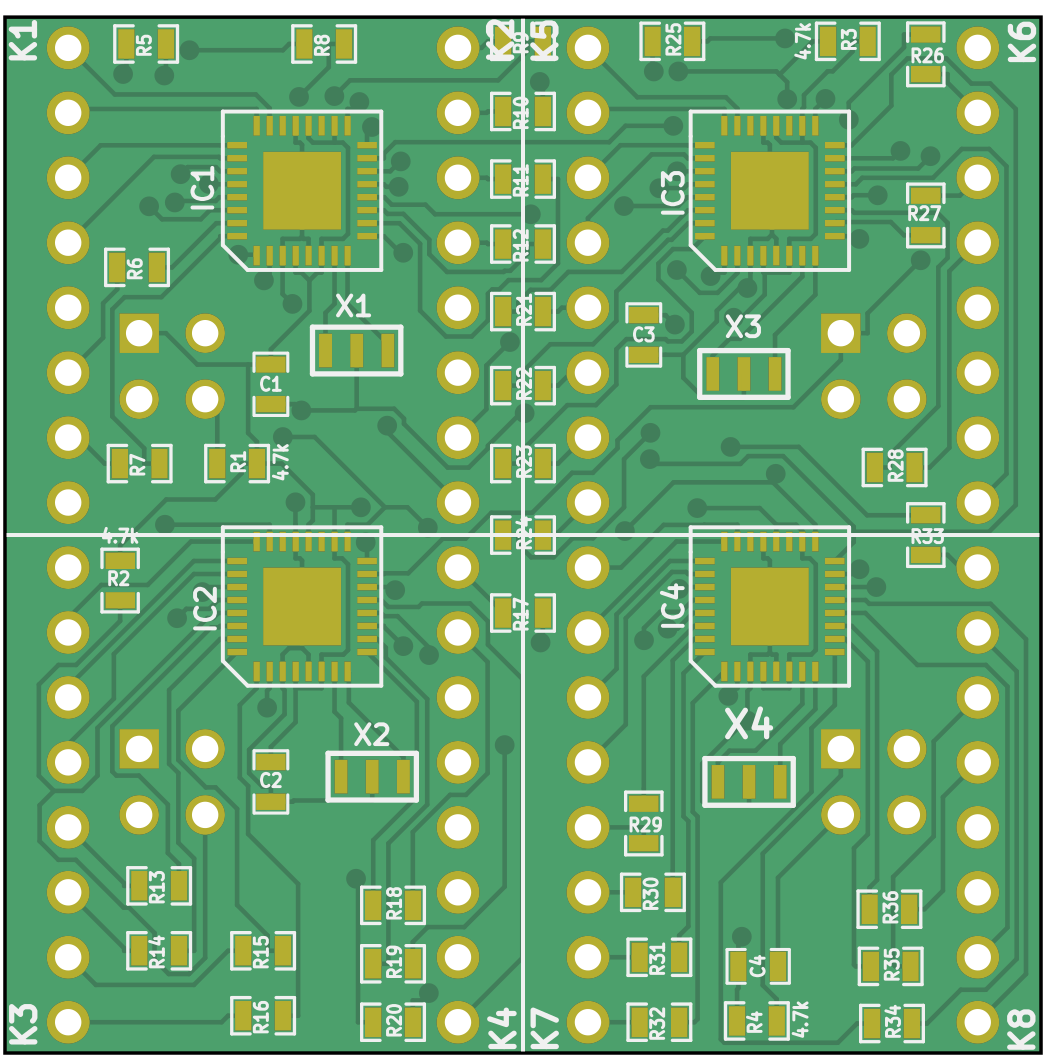 K1
R5
R8
K2
R9
K5
R25
4.7k
R3
R26
K6
R10
IC1
R11
IC3
R12
R27
R6
X1
R21
C3
X3
C1
R22
R7
R1
4.7k
R23
R28
4.7k
R24
R33
R2
IC2
R17
IC4
X2
X4
C2
R29
R13
R18
R30
R36
R14
R15
R19
R31
C4
R35
K3
R16
R20
K4
K7
R32
R4
4.7k
R34
K8